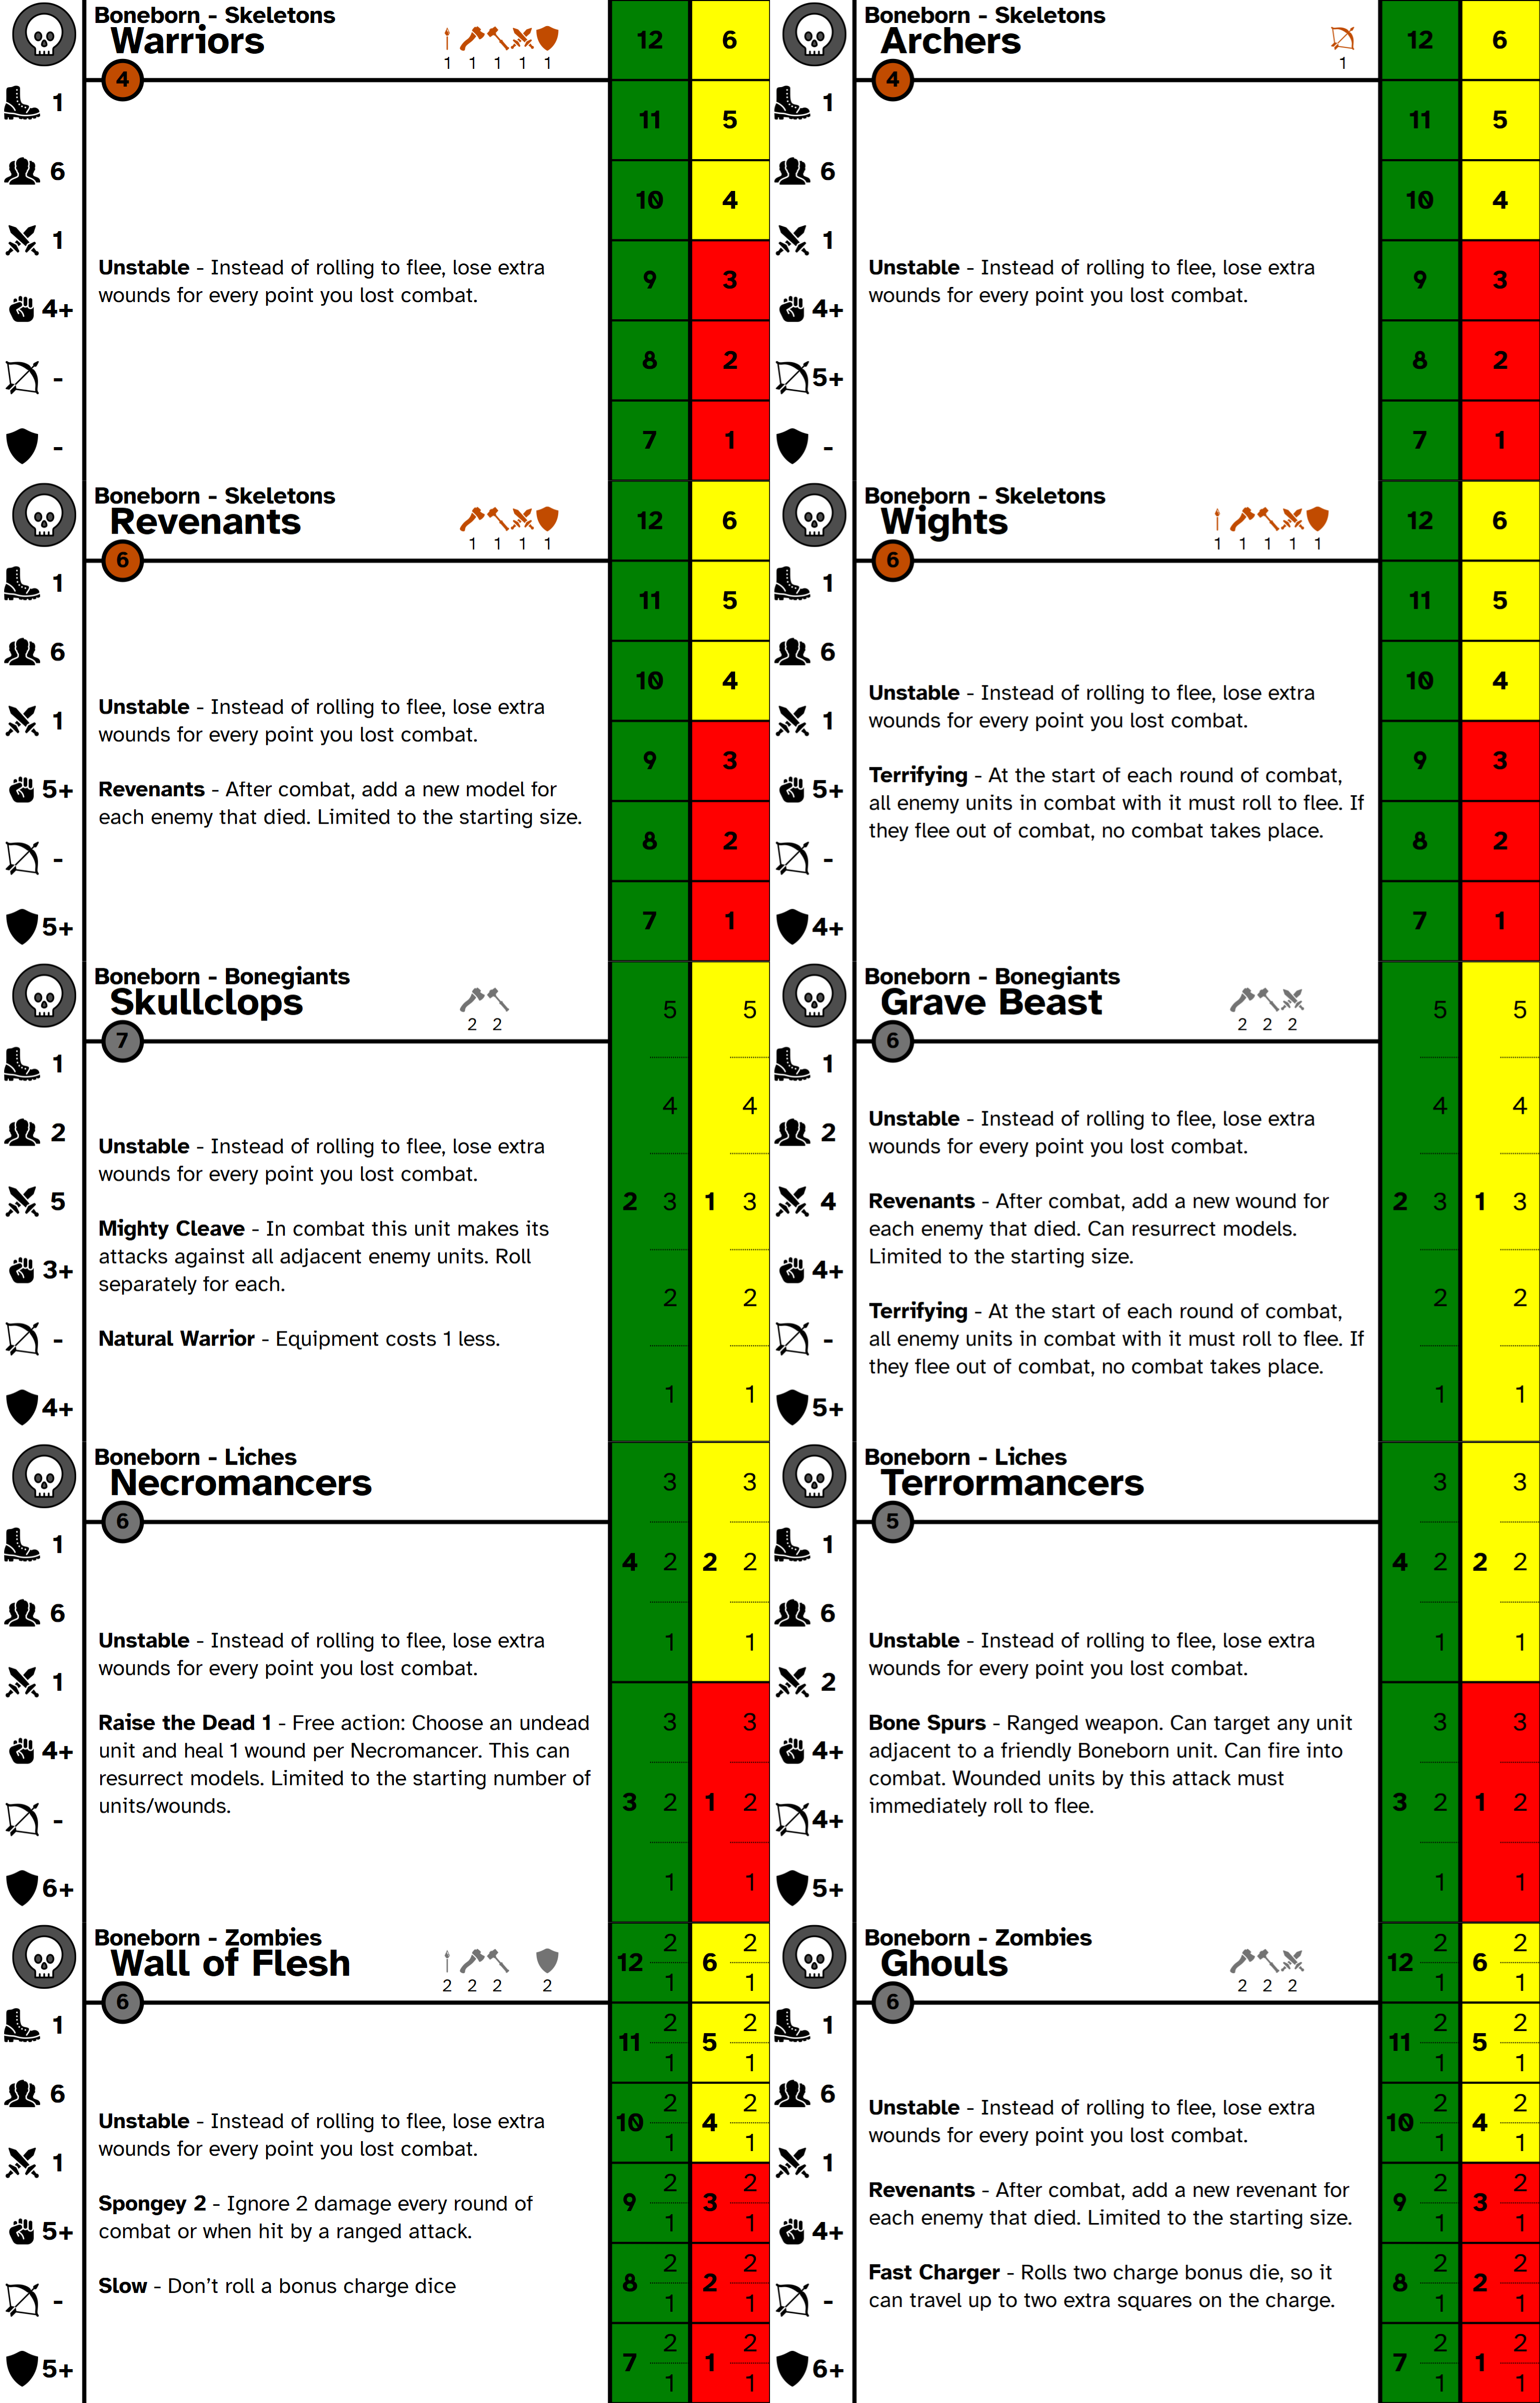 Boneborn - Skeletons
Warriors
1 1 1 1 1
4
1
6
1
4+
-
-
Unstable - Instead of rolling to flee, lose extra
wounds for every point you lost combat.
12 6
11 5
10 4
9 3
8 2
7 1
Boneborn - Skeletons
Archers
1
4
1
6
1
4+
5+
-
Unstable - Instead of rolling to flee, lose extra
wounds for every point you lost combat.
12 6
11 5
10 4
9 3
8 2
7 1
Boneborn - Skeletons
Revenants
1 1 1 1
6
1
6
1
5+
-
5+
Unstable - Instead of rolling to flee, lose extra
wounds for every point you lost combat.
Revenants - After combat, add a new model for
each enemy that died. Limited to the starting size.
12 6
11 5
10 4
9 3
8 2
7 1
Boneborn - Skeletons
Wights
1 1 1 1 1
6
1
6
1
5+
-
4+
Unstable - Instead of rolling to flee, lose extra
wounds for every point you lost combat.
Terrifying - At the start of each round of combat,
all enemy units in combat with it must roll to flee. If
they flee out of combat, no combat takes place.
12 6
11 5
10 4
9 3
8 2
7 1
Boneborn - Bonegiants
Skullclops
2 2
7
1
2
5
3+
-
4+
Unstable - Instead of rolling to flee, lose extra
wounds for every point you lost combat.
Mighty Cleave - In combat this unit makes its
attacks against all adjacent enemy units. Roll
separately for each.
Natural Warrior - Equipment costs 1 less.
5 5
4 4
2 3 1 3
2 2
1 1
Boneborn - Bonegiants
Grave Beast
2 2 2
6
1
2
4
4+
-
5+
Unstable - Instead of rolling to flee, lose extra
wounds for every point you lost combat.
Revenants - After combat, add a new wound for
each enemy that died. Can resurrect models.
Limited to the starting size.
Terrifying - At the start of each round of combat,
all enemy units in combat with it must roll to flee. If
they flee out of combat, no combat takes place.
5 5
4 4
2 3 1 3
2 2
1 1
Boneborn - Liches
Necromancers
6
1
6
1
4+
-
6+
Unstable - Instead of rolling to flee, lose extra
wounds for every point you lost combat.
Raise the Dead 1 - Free action: Choose an undead
unit and heal 1 wound per Necromancer. This can
resurrect models. Limited to the starting number of
units/wounds.
3 3
4 2 2 2
1 1
3 3
3 2 1 2
1 1
Boneborn - Liches
Terrormancers
5
1
6
2
4+
4+
5+
Unstable - Instead of rolling to flee, lose extra
wounds for every point you lost combat.
Bone Spurs - Ranged weapon. Can target any unit
adjacent to a friendly Boneborn unit. Can fire into
combat. Wounded units by this attack must
immediately roll to flee.
3 3
4 2 2 2
1 1
3 3
3 2 1 2
1 1
Boneborn - Zombies
Wall of Flesh
2 2 2 2
6
1
6
1
5+
-
5+
Unstable - Instead of rolling to flee, lose extra
wounds for every point you lost combat.
Spongey 2 - Ignore 2 damage every round of
combat or when hit by a ranged attack.
Slow - Don't roll a bonus charge dice
2 2
12 6
1 1
2 2
11 5
1 1
2 2
10 4
1 1
2 2
9 3
1 1
2 2
8 2
1 1
2 2
7 1
1 1
Boneborn - Zombies
Ghouls
2 2 2
6
1
6
1
4+
-
6+
Unstable - Instead of rolling to flee, lose extra
wounds for every point you lost combat.
Revenants - After combat, add a new revenant for
each enemy that died. Limited to the starting size.
Fast Charger - Rolls two charge bonus die, so it
can travel up to two extra squares on the charge.
2 2
12 6
1 1
2 2
11 5
1 1
2 2
10 4
1 1
2 2
9 3
1 1
2 2
8 2
1 1
2 2
7 1
1 1